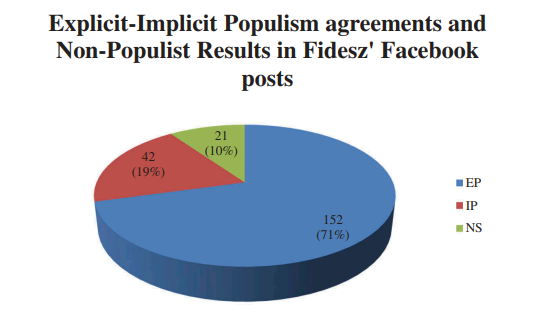 Explicit-Implicit Populism agreements and
Non-Populist Results in Fidesz' Facebook
posts
21
(10%)
42
(19%)
152
(71%)
EP
IP
NS